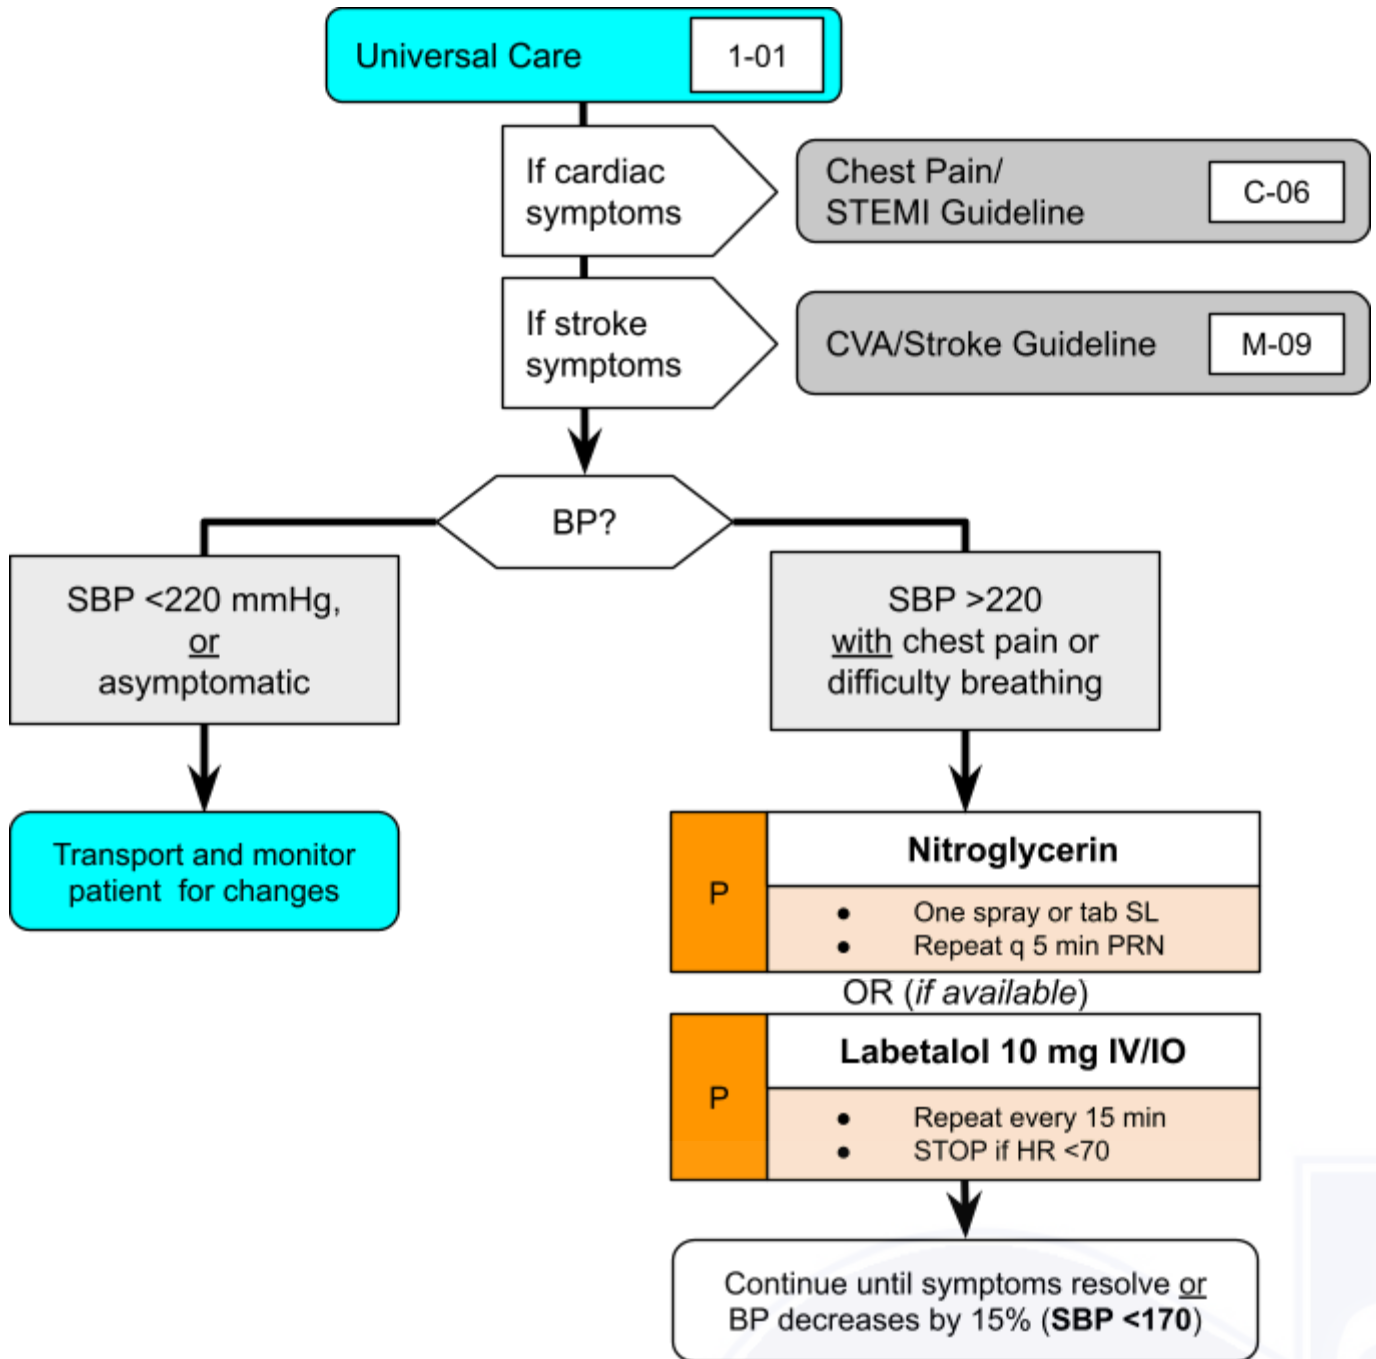 Universal Care
1-01
If cardiac
symptoms
Chest Pain/
STEMI Guideline
C-06
If stroke
symptoms
CVA/Stroke Guideline
M-09
BP?
SBP <220 mmHg,
or
asymptomatic
SBP >220
with chest pain or
difficulty breathing
Transport and monitor
patient for changes
P
Nitroglycerin
● One spray or tab SL
● Repeat q 5 min PRN
OR (if available)
P
Labetalol 10 mg IV/IO
● Repeat every 15 min
● STOP if HR <70
Continue until symptoms resolve or
BP decreases by 15% (SBP <170)